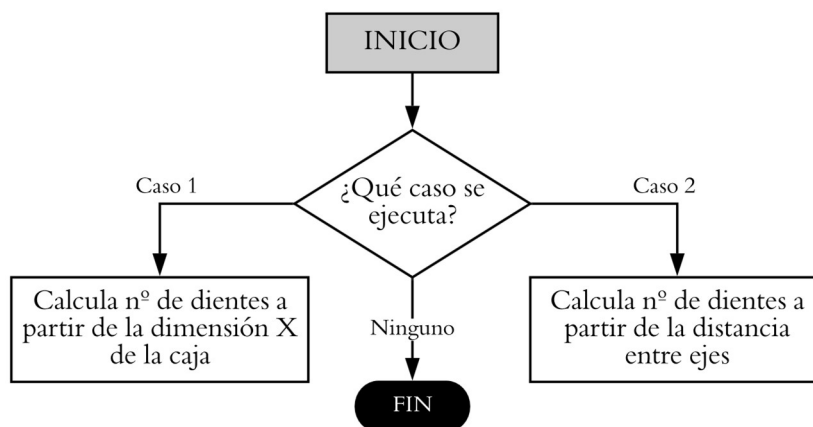 INICIO
¿Qué caso se
ejecuta?
Caso 1
Caso 2
Calcula nº de dientes a
partir de la dimensión X
de la caja
Ninguno
Calcula nº de dientes a
partir de la distancia
entre ejes
FIN